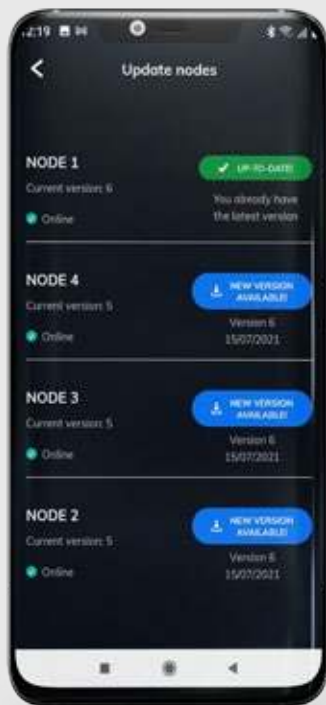 12:19
Update nodes
NODE 1
UP-TO-DATE!
Current version: 6
You already have
the latest version
Online
NODE 4
NEW VERSION
AVAILABLE!
Current version: 5
Version 6
15/07/2021
Online
NODE 3
NEW VERSION
AVAILABLE!
Current version: 5
Version 6
15/07/2021
Online
NODE 2
NEW VERSION
AVAILABLE!
Current version: 5
Version 6
15/07/2021
Online